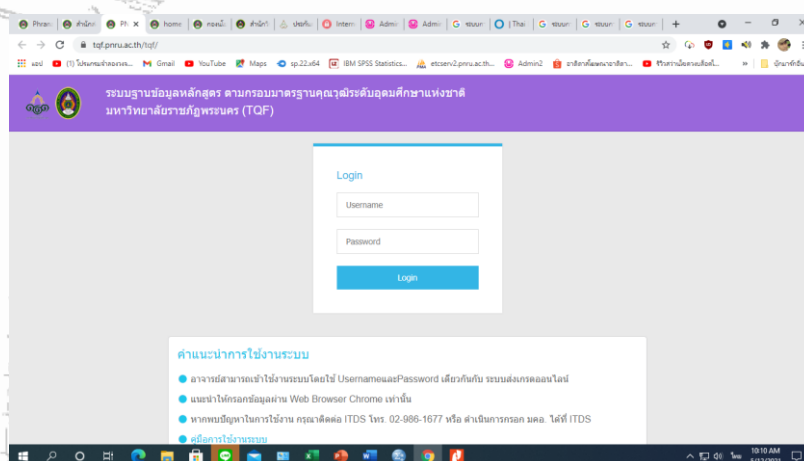 Phran
home
Intern
Admir
Admir
|Thai
tqf.pnru.ac.th/tqf/
แอป
Gmail
YouTube
Maps
sp.22.x64
IBM SPSS Statistics...
etcserv2.pnru.ac.th...
Admin2
»
ระบบฐานข้อมูลหลักสูตร ตามกรอบมาตรฐานคุณวุฒิระดับอุดมศึกษาแห่งชาติ
มหาวิทยาลัยราชภัฏพระนคร (TQF)
Login
Username
Password
Login
คำแนะนำการใช้งานระบบ
อาจารย์สามารถเข้าใช้งานระบบโดยใช้ UsernameและPassword เดียวกันกับ ระบบส่งเกรดออนไลน์
แนะนำให้กรอกข้อมูลผ่าน Web Browser Chrome เท่านั้น
หากพบปัญหาในการใช้งาน กรุณาติดต่อ ITDS โทร. 02-986-1677 หรือ ดำเนินการกรอก มคอ. ได้ที่ ITDS
คู่มือการใช้งานระบบ
ไทย
10:10 AM